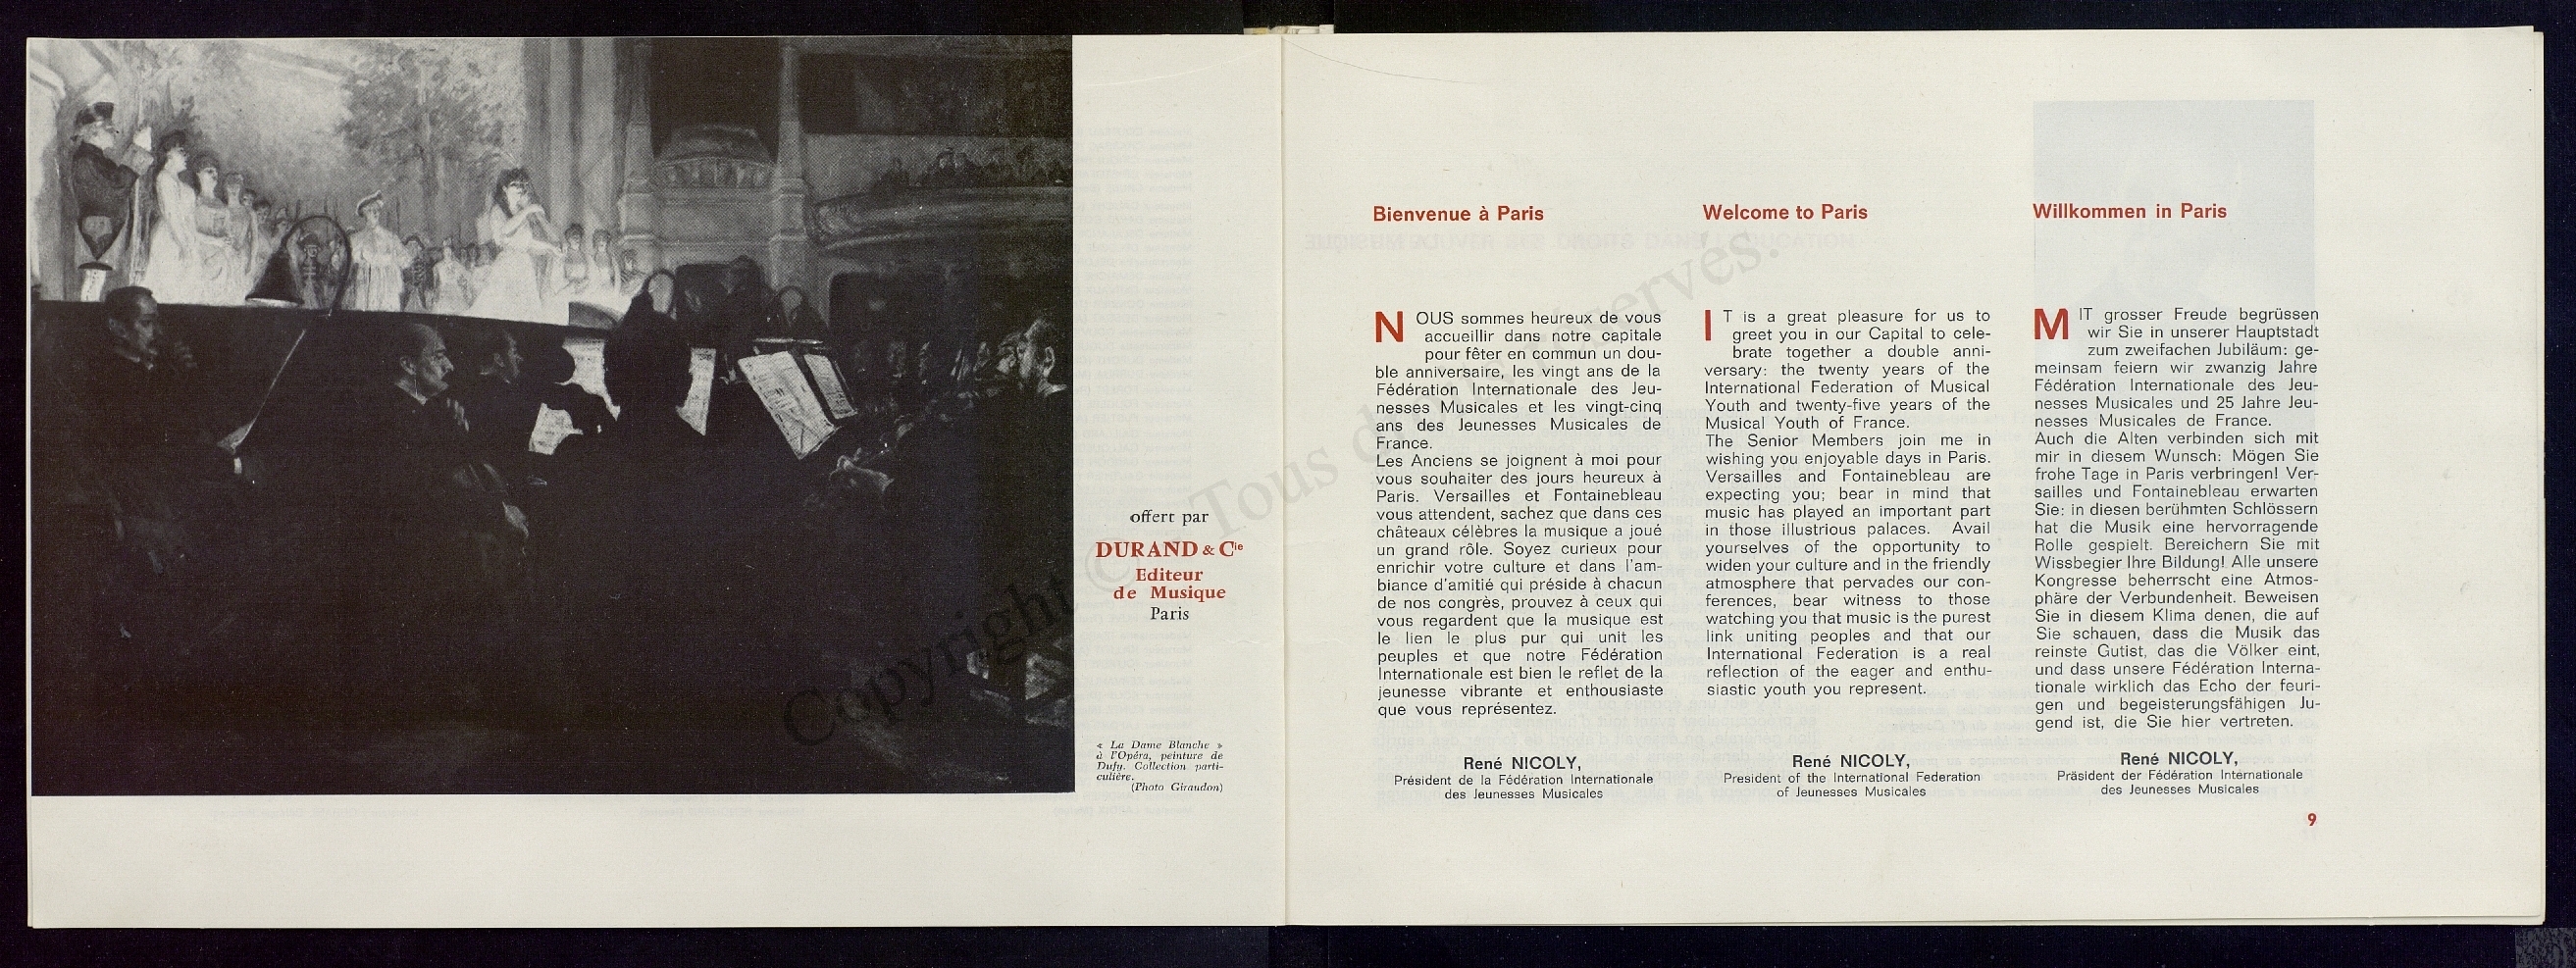 offert par
DURAND & Cie
Editeur
de Musique
Paris
« La Dame Blanche »
à l'Opéra, peinture de
Dufy. Collection parti-
culière.
(Photo Giraudon)
Bienvenue à Paris
NOUS sommes heureux de vous
accueillir dans notre capitale
pour fêter en commun un dou-
ble anniversaire, les vingt ans de la
Fédération Internationale des Jeu-
nesses Musicales et les vingt-cinq
ans des Jeunesses Musicales de
France.
Les Anciens se joignent à moi pour
vous souhaiter des jours heureux à
Paris. Versailles et Fontainebleau
vous attendent, sachez que dans ces
châteaux célèbres la musique a joué
un grand rôle. Soyez curieux pour
enrichir votre culture et dans l'am-
biance d'amitié qui préside à chacun
de nos congrès, prouvez à ceux qui
vous regardent que la musique est
le lien le plus pur qui unit les
peuples et que notre Fédération
Internationale est bien le reflet de la
jeunesse vibrante et enthousiaste
que vous représentez.
René NICOLY,
Président de la Fédération Internationale
des Jeunesses Musicales
Welcome to Paris
IT is a great pleasure for us to
greet you in our Capital to cele-
brate together a double anni-
versary: the twenty years of the
International Federation of Musical
Youth and twenty-five years of the
Musical Youth of France.
The Senior Members join me in
wishing you enjoyable days in Paris.
Versailles and Fontainebleau are
expecting you; bear in mind that
music has played an important part
in those illustrious palaces. Avail
yourselves of the opportunity to
widen your culture and in the friendly
atmosphere that pervades our con-
ferences, bear witness to those
watching you that music is the purest
link uniting peoples and that our
International Federation is a real
reflection of the eager and enthu-
siastic youth you represent.
René NICOLY,
President of the International Federation
of Jeunesses Musicales
Willkommen in Paris
MIT grosser Freude begrüssen
wir Sie in unserer Hauptstadt
zum zweifachen Jubiläum: ge-
meinsam feiern wir zwanzig Jahre
Fédération Internationale des Jeu-
nesses Musicales und 25 Jahre Jeu-
nesses Musicales de France.
Auch die Alten verbinden sich mit
mir in diesem Wunsch: Mögen Sie
frohe Tage in Paris verbringen! Ver-
sailles und Fontainebleau erwarten
Sie: in diesen berühmten Schlössern
hat die Musik eine hervorragende
Rolle gespielt. Bereichern Sie mit
Wissbegier Ihre Bildung! Alle unsere
Kongresse beherrscht eine Atmos-
phäre der Verbundenheit. Beweisen
Sie in diesem Klima denen, die auf
Sie schauen, dass die Musik das
reinste Gutist, das die Völker eint,
und dass unsere Fédération Interna-
tionale wirklich das Echo der feuri-
gen und begeisterungsfähigen Ju-
gend ist, die Sie hier vertreten.
René NICOLY,
Präsident der Fédération Internationale
des Jeunesses Musicales
9
Copyright © Tous droits réservés.